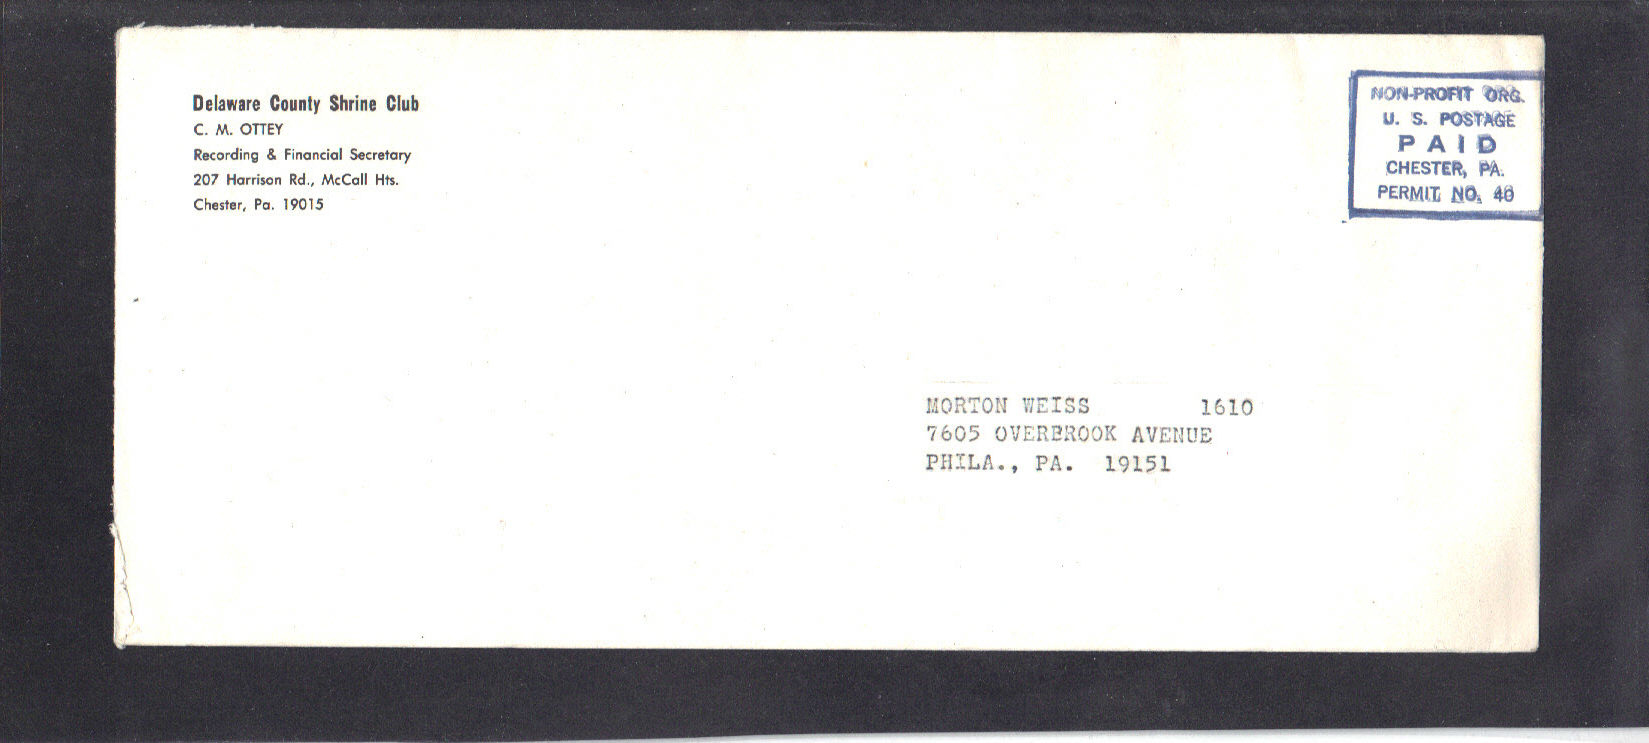 Delaware County Shrine Club
C. M. OTTEY
Recording & Financial Secretary
207 Harrison Rd., McCall Hts.
Chester, Pa. 19015
NON-PROFIT ORG.
U. S. POSTAGE
PAID
CHESTER, PA.
PERMIT NO. 40
MORTON WEISS 1610
7605 OVERBROOK AVENUE
PHILA., PA. 19151